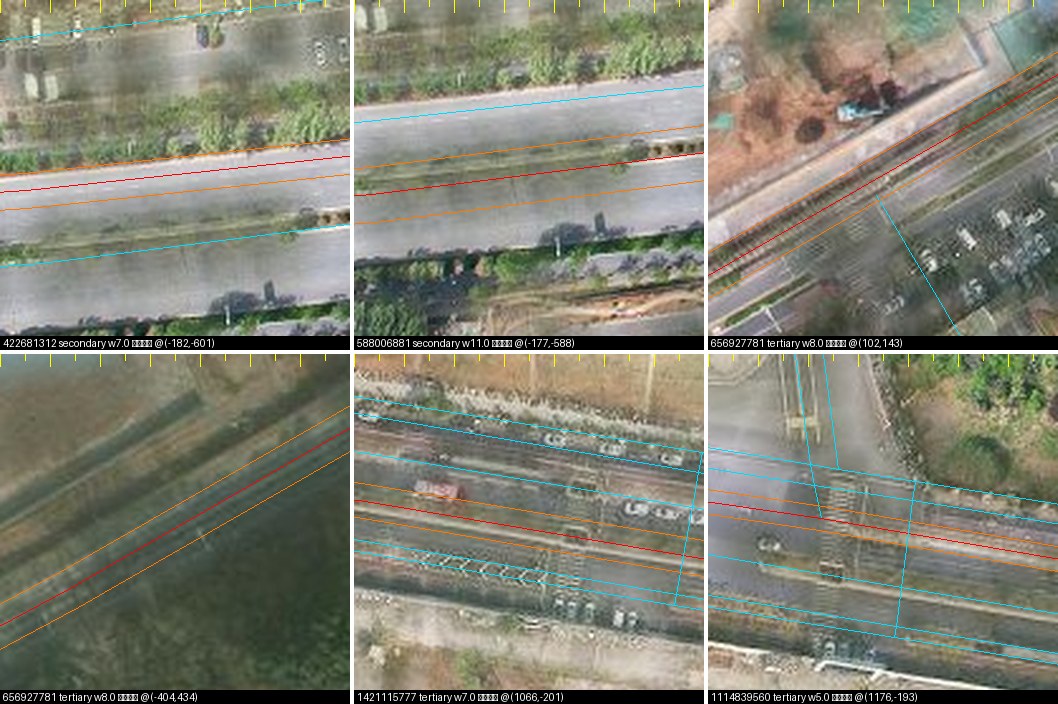 422681312 secondary w7.0 @(-182,-601)
588006881 secondary w11.0 @(-177,-588)
656927781 tertiary w8.0 @(102,143)
656927781 tertiary w8.0 @(-404,434)
1421115777 tertiary w7.0 @(1066,-201)
1114839560 tertiary w5.0 @(1176,-193)